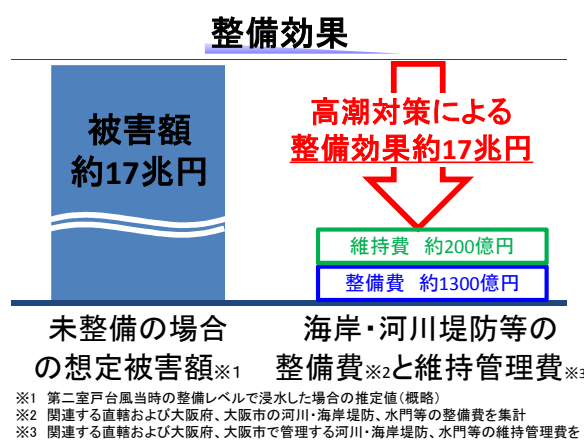 整備効果
被害額
約17兆円
高潮対策による
整備効果約17兆円
維持費 約200億円
整備費 約1300億円
未整備の場合
の想定被害額※1
海岸・河川堤防等の
整備費※2と維持管理費※3
※1 第二室戸台風当時の整備レベルで浸水した場合の推定値(概略)
※2 関連する直轄および大阪府、大阪市の河川・海岸堤防、水門等の整備費を集計
※3 関連する直轄および大阪府、大阪市で管理する河川・海岸堤防、水門等の維持管理費を